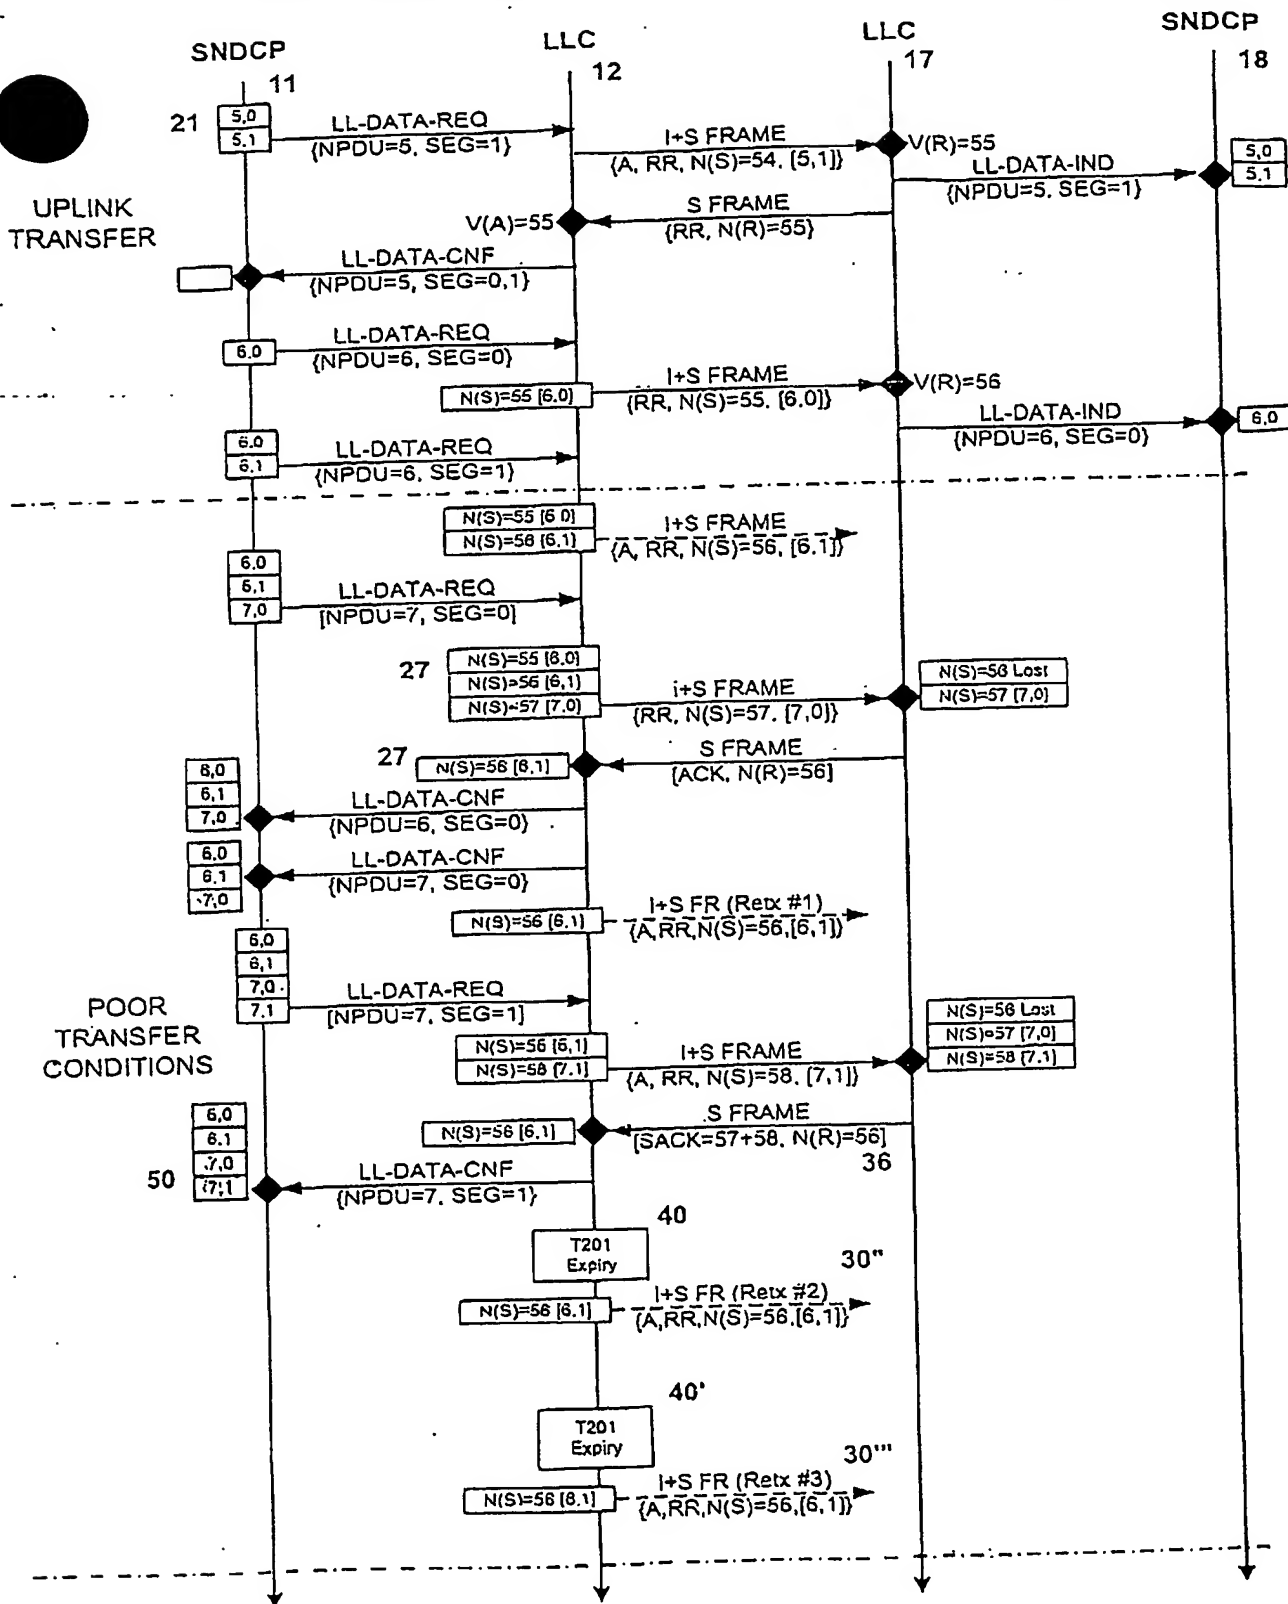 SNDCP
LLC
LLC
SNDCP
11
12
17
18
21
5,0
5.1
LL-DATA-REQ
{NPDU=5, SEG=1}
I+S FRAME
{A, RR, N(S)=54, [5,1]}
V(R)=55
LL-DATA-IND
{NPDU=5, SEG=1}
5,0
5.1
UPLINK
TRANSFER
V(A)=55
S FRAME
{RR, N(R)=55}
LL-DATA-CNF
{NPDU=5, SEG=0,1}
6.0
LL-DATA-REQ
{NPDU=6, SEG=0}
N(S)=55 [6.0]
I+S FRAME
{RR, N(S)=55, [6.0]}
V(R)=56
LL-DATA-IND
{NPDU=6, SEG=0}
6,0
6.0
6,1
LL-DATA-REQ
{NPDU=6, SEG=1}
N(S)=55 [6 0]
N(S)=56 [6,1]
I+S FRAME
{A, RR, N(S)=56, [6.1]}
6,0
6,1
7,0
LL-DATA-REQ
[NPDU=7, SEG=0]
27
N(S)=55 [6,0]
N(S)=56 [6,1]
N(S)=57 [7,0]
I+S FRAME
{RR, N(S)=57, [7,0]}
N(S)=56 Lost
N(S)=57 [7,0]
27
N(S)=56 [6,1]
S FRAME
[ACK, N(R)=56]
6,0
6,1
7,0
LL-DATA-CNF
{NPDU=6, SEG=0}
6,0
6,1
7,0
LL-DATA-CNF
{NPDU=7, SEG=0}
N(S)=56 [6,1]
I+S FR (Retx #1)
{A,RR,N(S)=56,[6,1]}
6,0
6,1
7,0
7.1
LL-DATA-REQ
[NPDU=7, SEG=1]
POOR
TRANSFER
CONDITIONS
N(S)=56 [6,1]
N(S)=58 [7.1]
I+S FRAME
{A, RR, N(S)=58, [7,1]}
N(S)=56 Lost
N(S)=57 [7,0]
N(S)=58 [7.1]
6,0
6.1
7,0
7,1
N(S)=56 [6,1]
S FRAME
[SACK=57+58, N(R)=56]
36
50
LL-DATA-CNF
{NPDU=7, SEG=1}
40
T201
Expiry
30"
N(S)=56 [6.1]
I+S FR (Retx #2)
{A,RR,N(S)=56,[6,1]}
40'
T201
Expiry
30'"
N(S)=56 [6.1]
I+S FR (Retx #3)
{A,RR,N(S)=56,[6,1]}